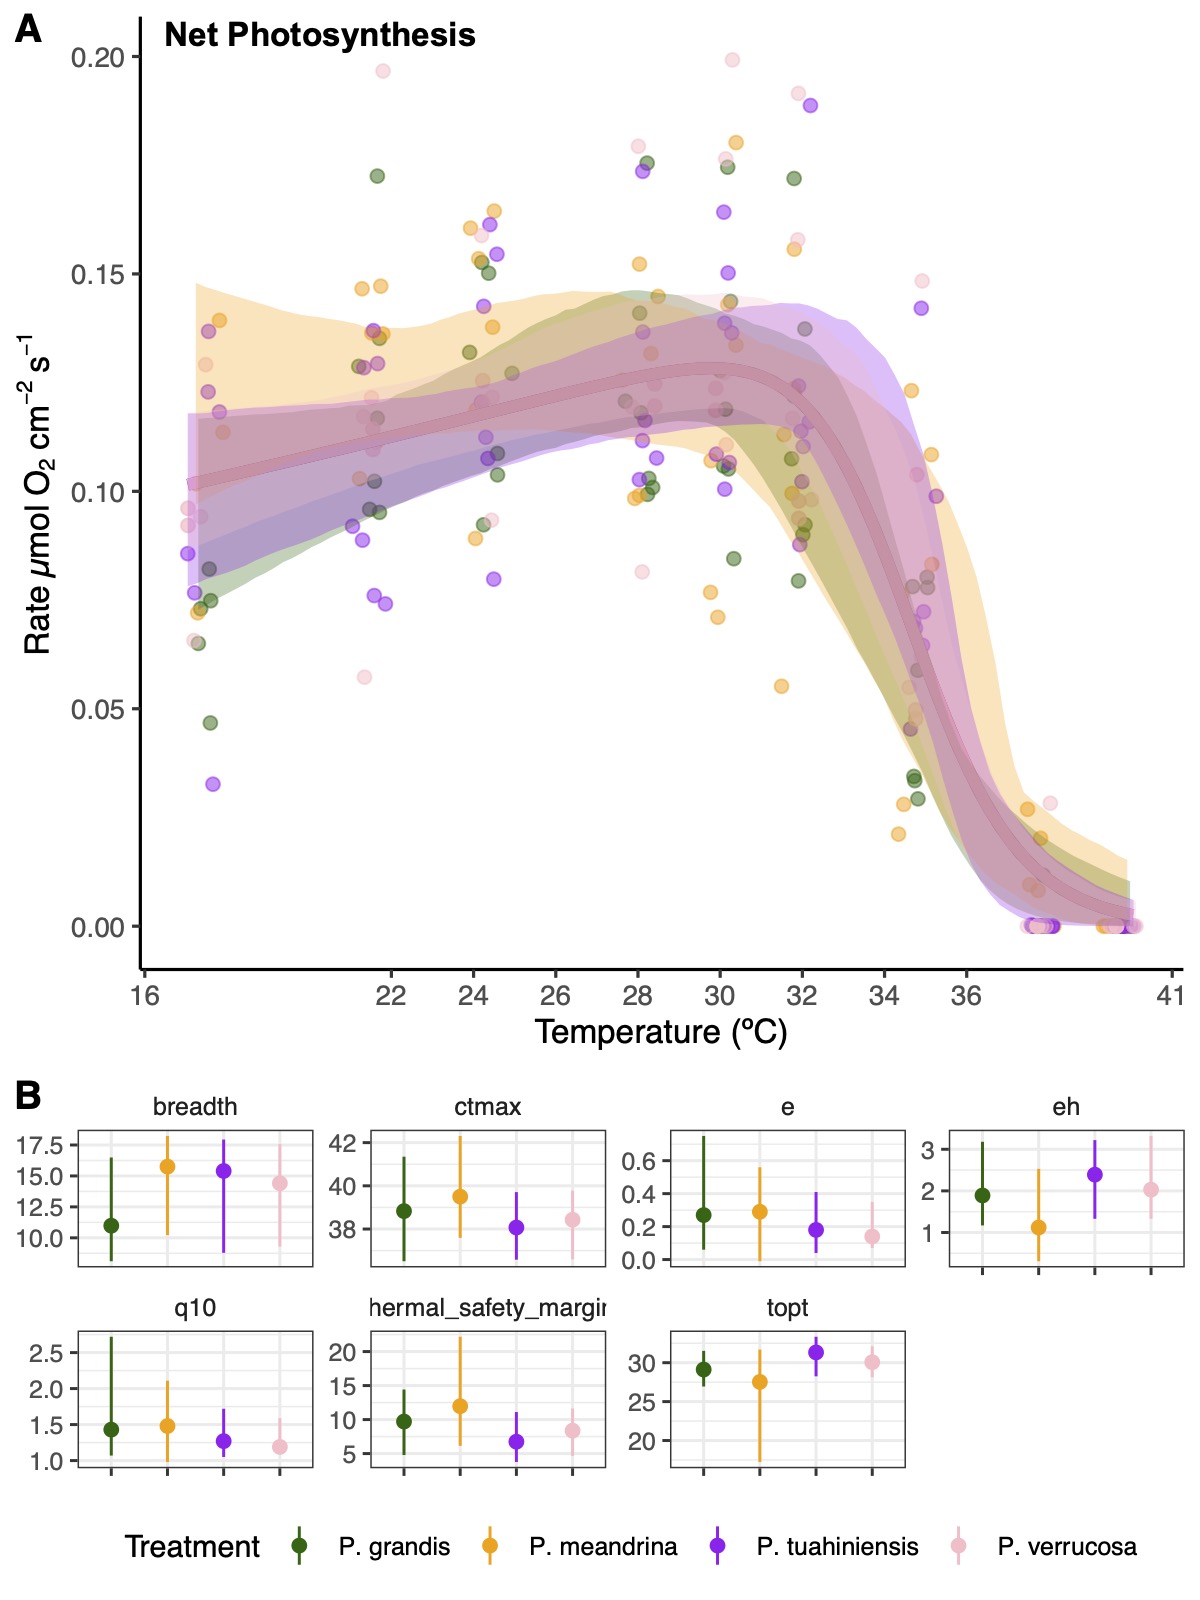 A
Net Photosynthesis
0.20
0.15
0.10
0.05
0.00
Rate μmol O₂ cm⁻² s⁻¹
16 22 24 26 28 30 32 34 36 41
Temperature (ºC)
B
breadth
17.5
15.0
12.5
10.0
ctmax
42
40
38
e
0.6
0.4
0.2
0.0
eh
3
2
1
q10
2.5
2.0
1.5
1.0
hermal_safety_margin
20
15
10
5
topt
30
25
20
Treatment P. grandis P. meandrina P. tuahiniensis P. verrucosa